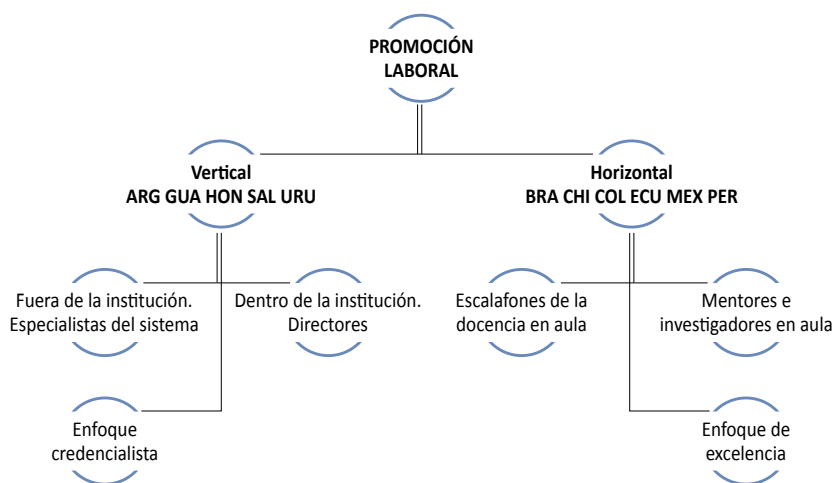 PROMOCIÓN
LABORAL
Vertical
ARG GUA HON SAL URU
Horizontal
BRA CHI COL ECU MEX PER
Fuera de la institución.
Especialistas del sistema
Dentro de la institución.
Directores
Escalafones de la
docencia en aula
Mentores e
investigadores en aula
Enfoque
credencialista
Enfoque de
excelencia